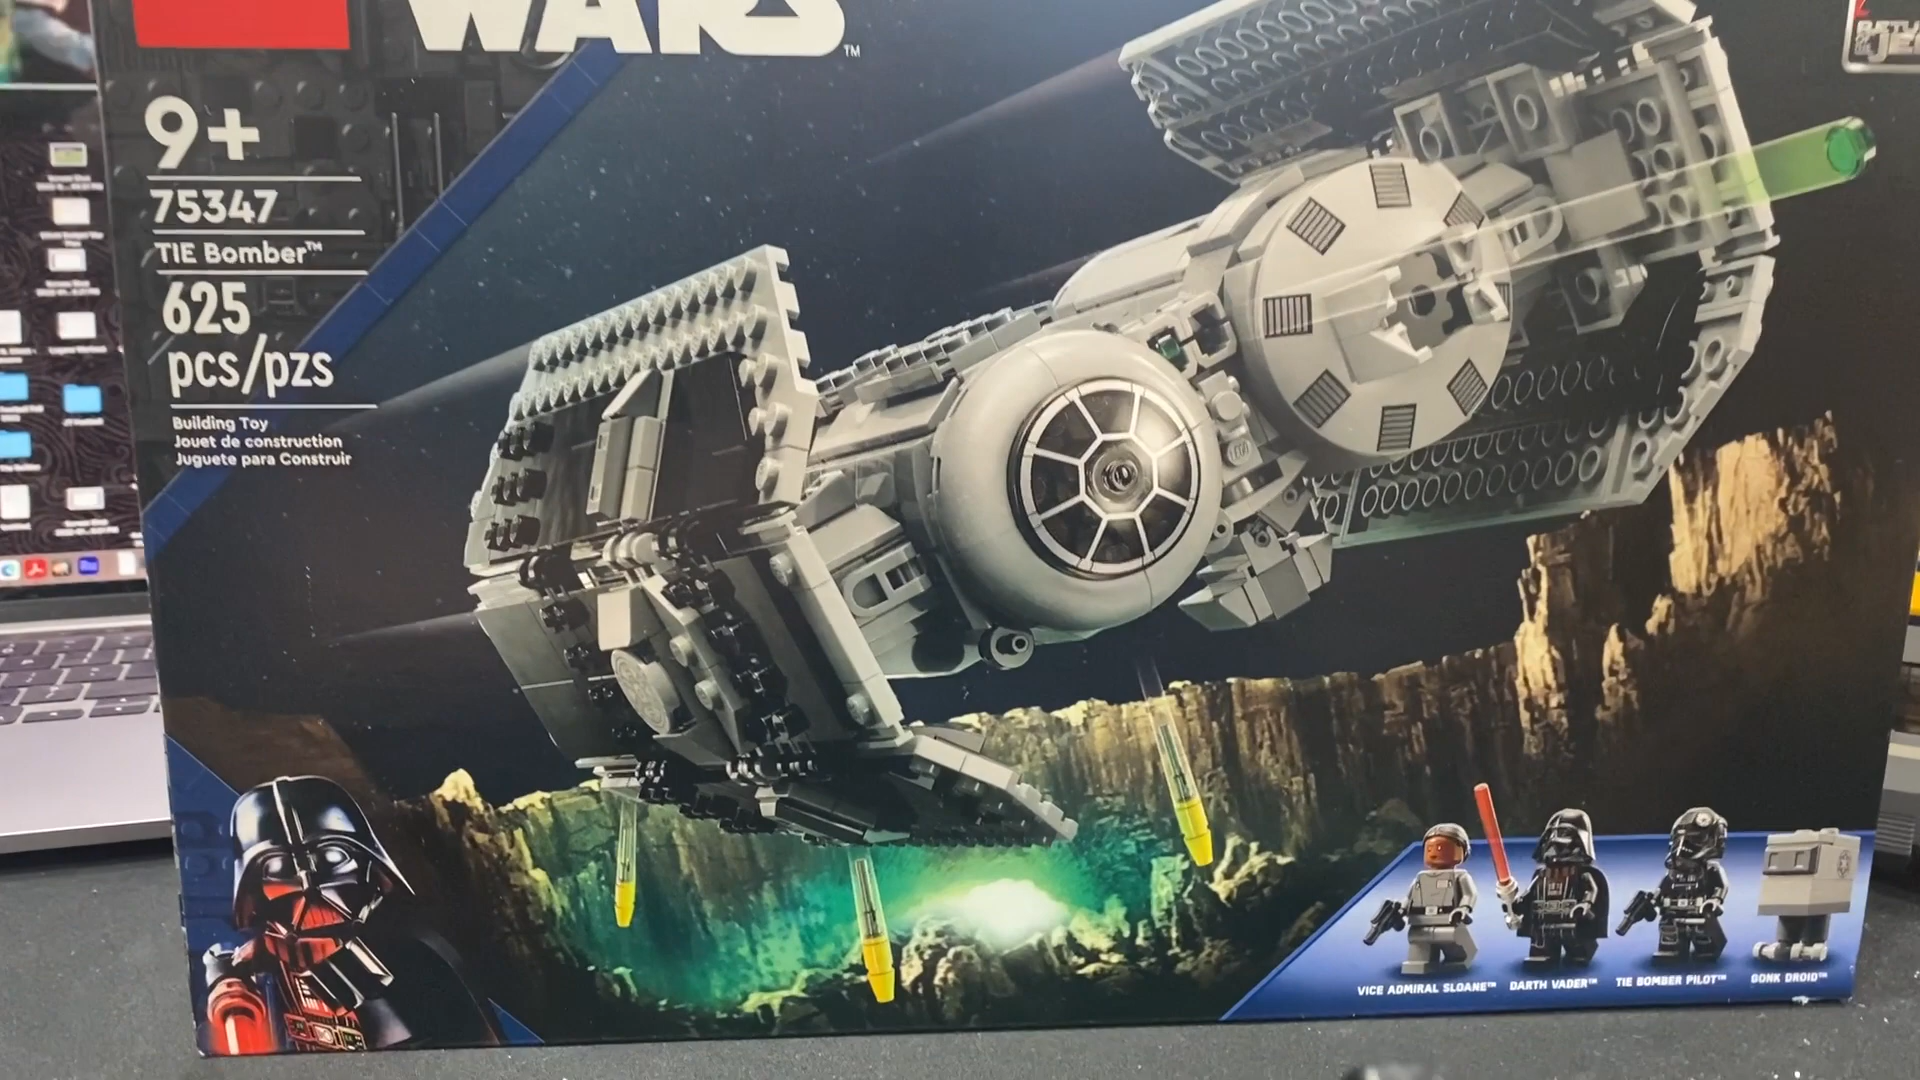 WARS™
9+
75347
TIE Bomber™
625
pcs/pzs
Building Toy
Jouet de construction
Juguete para Construir
VICE ADMIRAL SLOANE™
DARTH VADER™
TIE BOMBER PILOT™
GONK DROID™